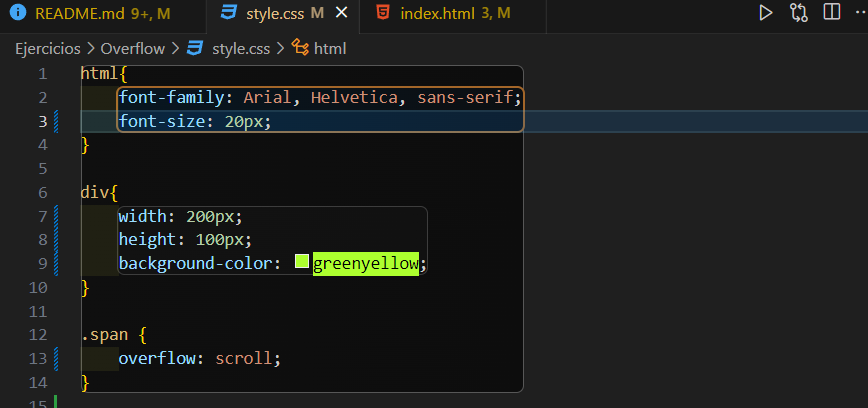 README.md 9+, M style.css M index.html 3, M
Ejercicios > Overflow > style.css > html
1 html{
2 font-family: Arial, Helvetica, sans-serif;
3 font-size: 20px;
4 }
5
6 div{
7 width: 200px;
8 height: 100px;
9 background-color: greenyellow;
10 }
11
12 .span {
13 overflow: scroll;
14 }
15